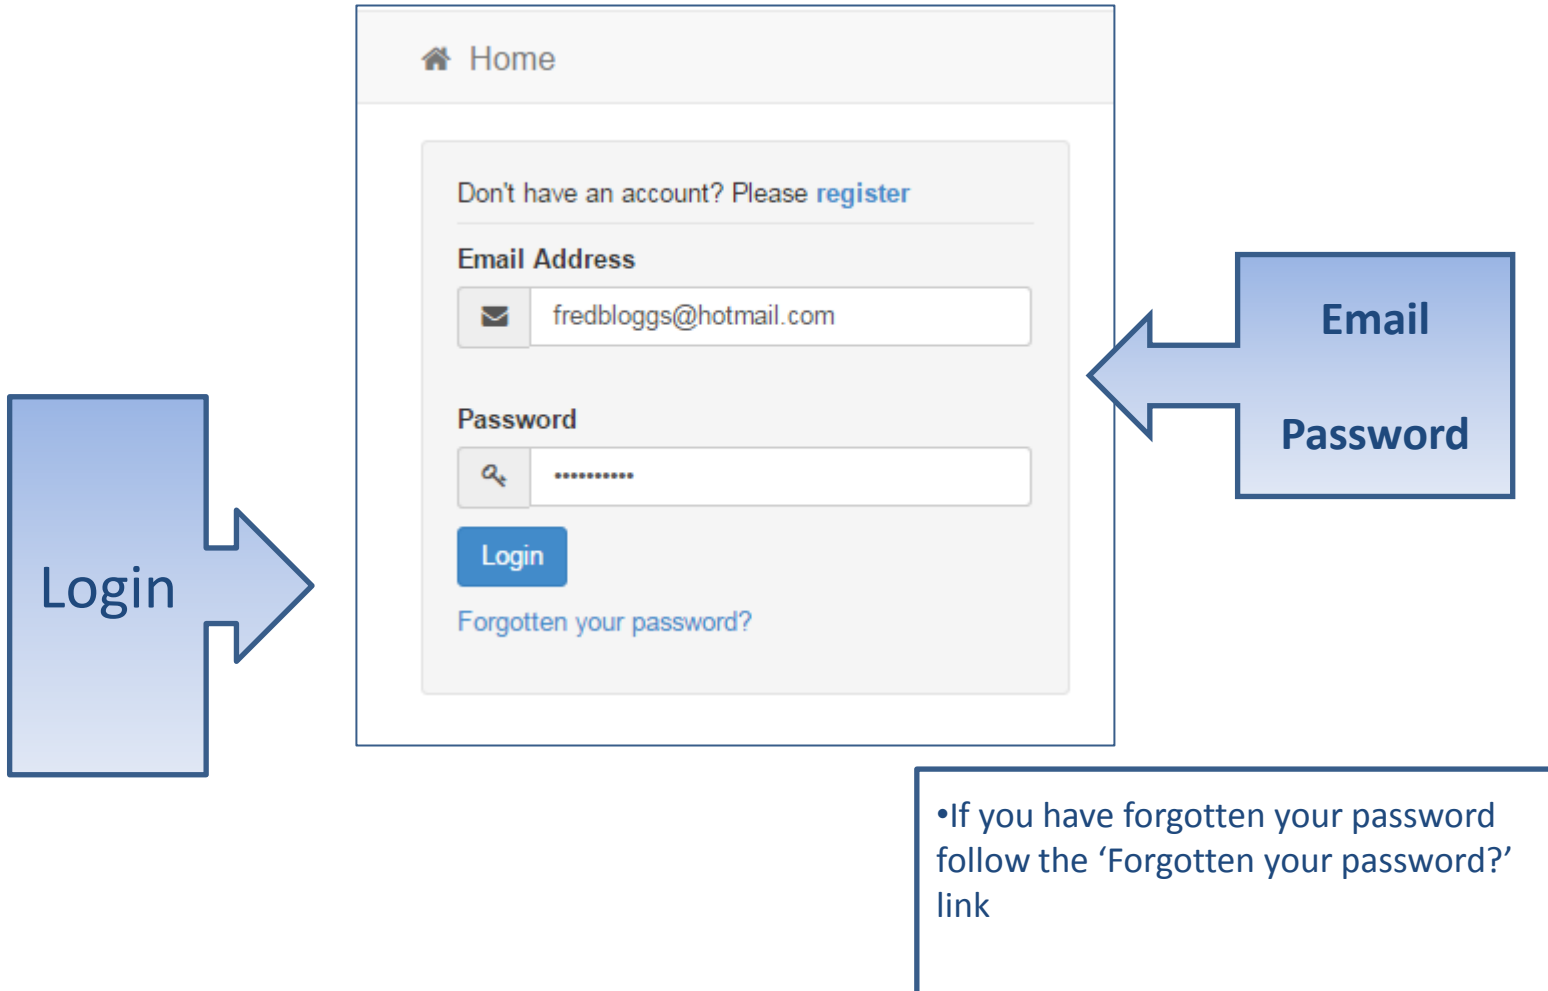 Home
Don't have an account? Please register
Email Address
fredbloggs@hotmail.com
Password
••••••••••
Login
Forgotten your password?
Login
Email
Password
•If you have forgotten your password
follow the ‘Forgotten your password?’
link